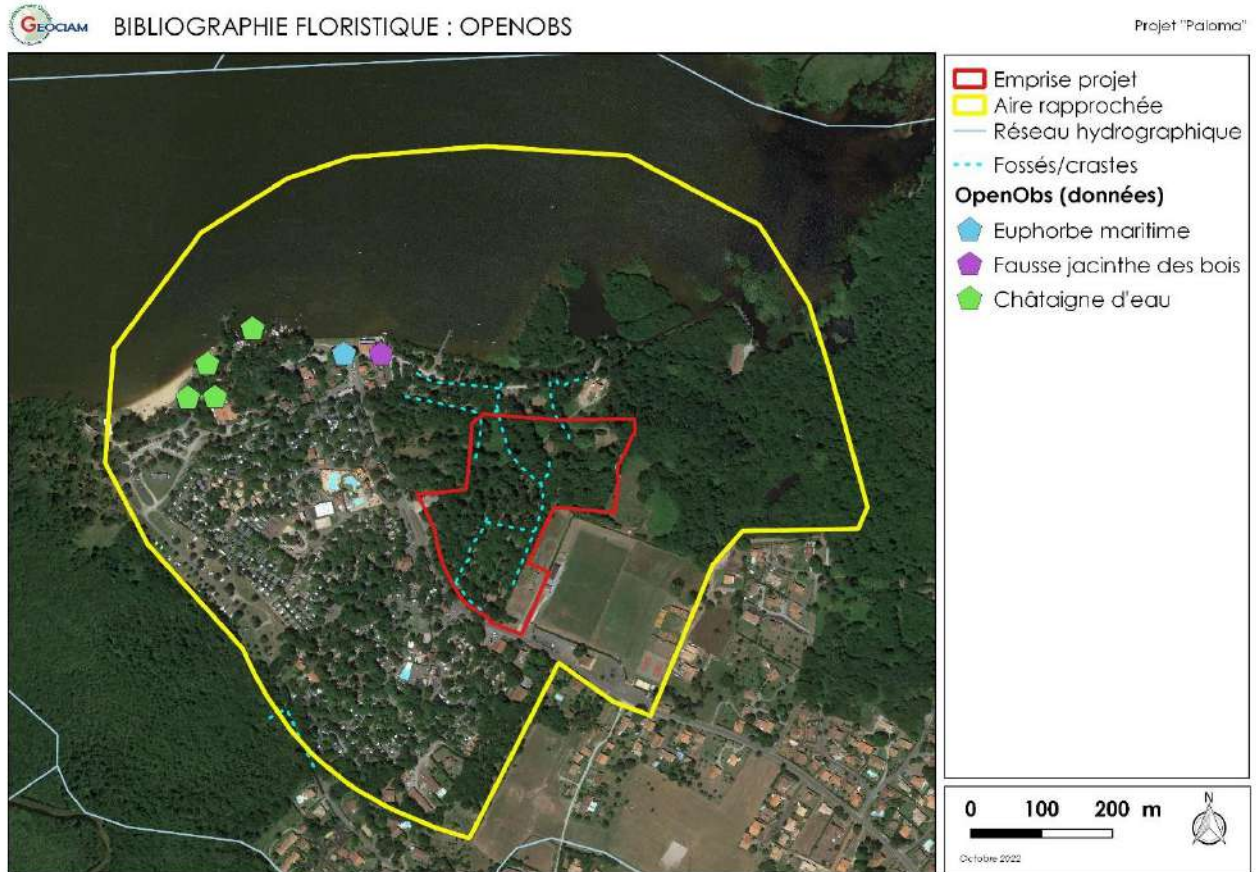 GEOCIAM
BIBLIOGRAPHIE FLORISTIQUE : OPENOBS
Projet "Paloma"
Emprise projet
Aire rapprochée
Réseau hydrographique
Fossés/crastes
OpenObs (données)
Euphorbe maritime
Fausse jacinthe des bois
Châtaigne d'eau
0 100 200 m
N
Octobre 2022